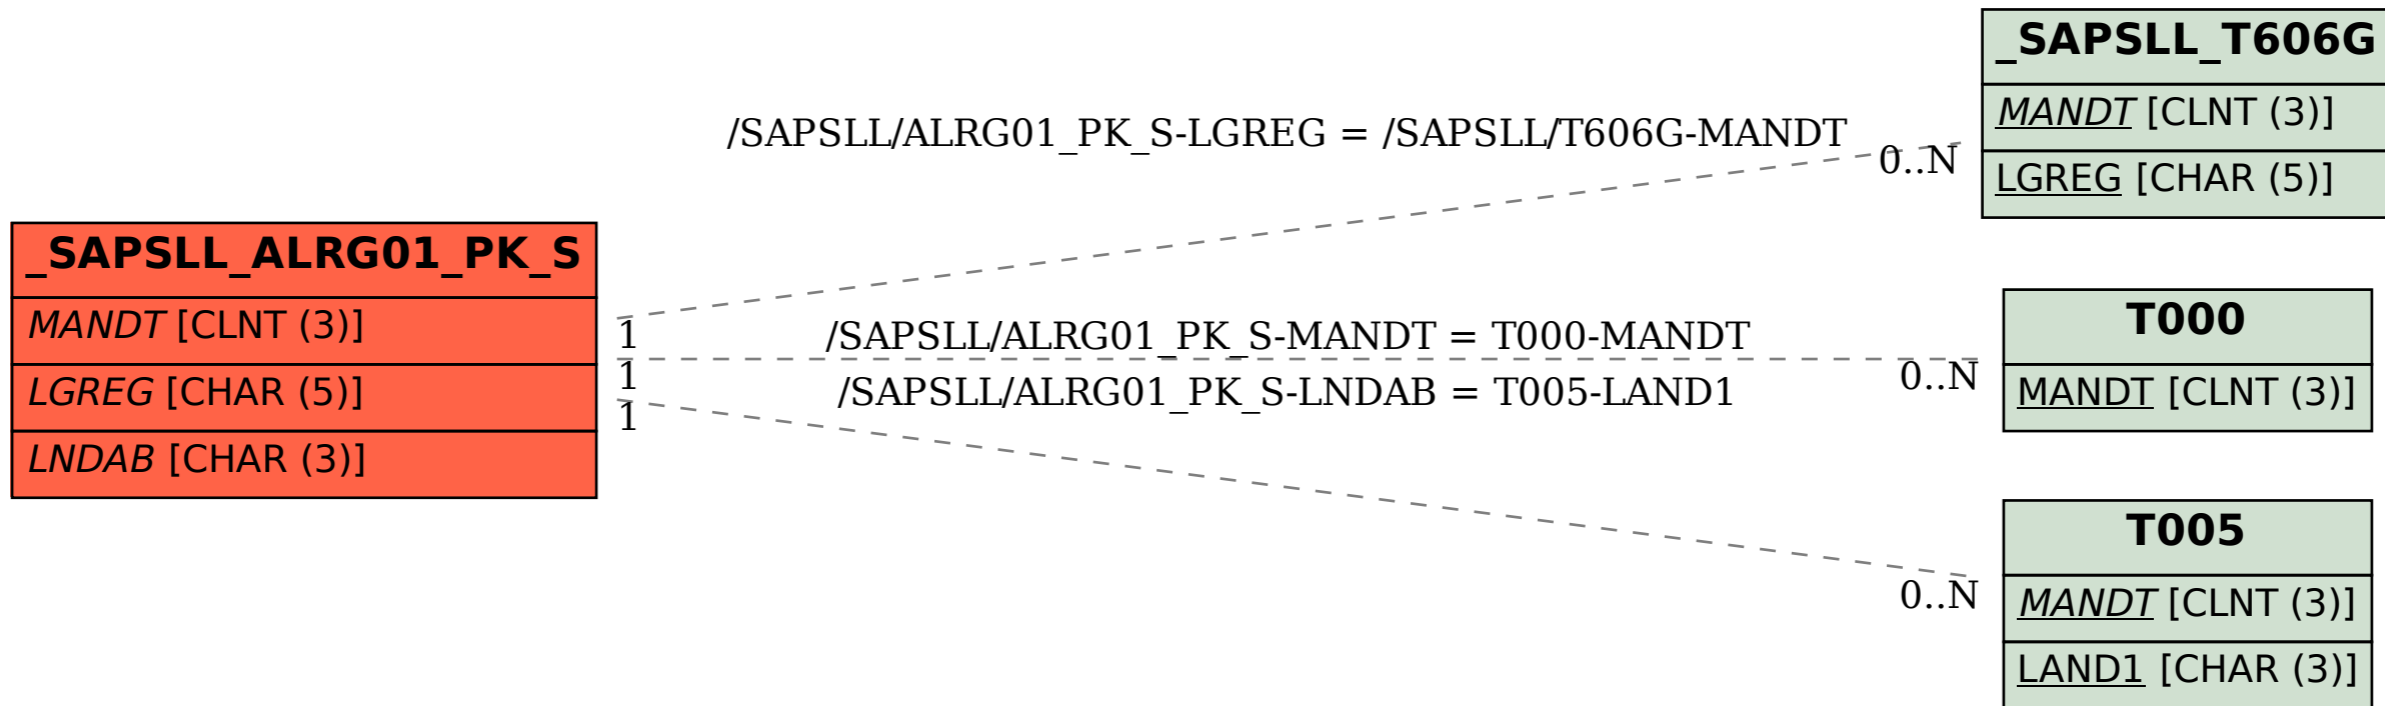 _SAPSLL_ALRG01_PK_S
MANDT [CLNT (3)]
LGREG [CHAR (5)]
LNDAB [CHAR (3)]
/SAPSLL/ALRG01_PK_S-LGREG = /SAPSLL/T606G-MANDT
0..N
1
/SAPSLL/ALRG01_PK_S-MANDT = T000-MANDT
1
0..N
/SAPSLL/ALRG01_PK_S-LNDAB = T005-LAND1
1
0..N
_SAPSLL_T606G
MANDT [CLNT (3)]
LGREG [CHAR (5)]
T000
MANDT [CLNT (3)]
T005
MANDT [CLNT (3)]
LAND1 [CHAR (3)]